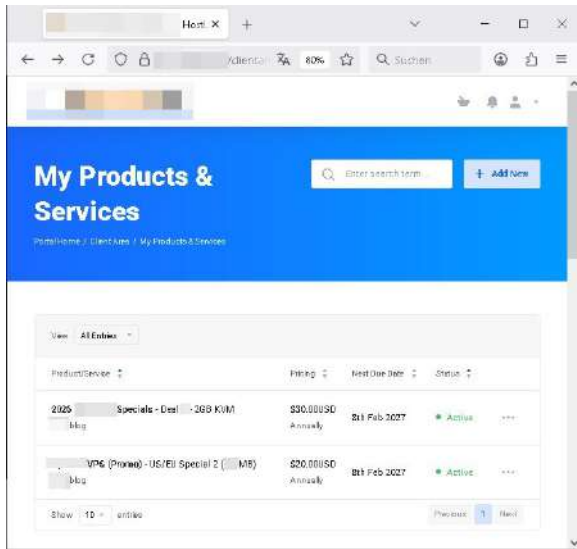 Hosti
/clientar
80%
Suchen
My Products &
Services
Enter search term ...
+ Add New
Portal Home / Client Area / My Products & Services
View All Entries
Product/Service Pricing Next Due Date Status
2026 Specials - Deal - 2GB KVM $30.00USD 8th Feb 2027 Active
blog Annually
VPS (Promo) - US/EU Special 2 ( MB) $20.00USD 8th Feb 2027 Active
blog Annually
Show 10 entries Previous 1 Next